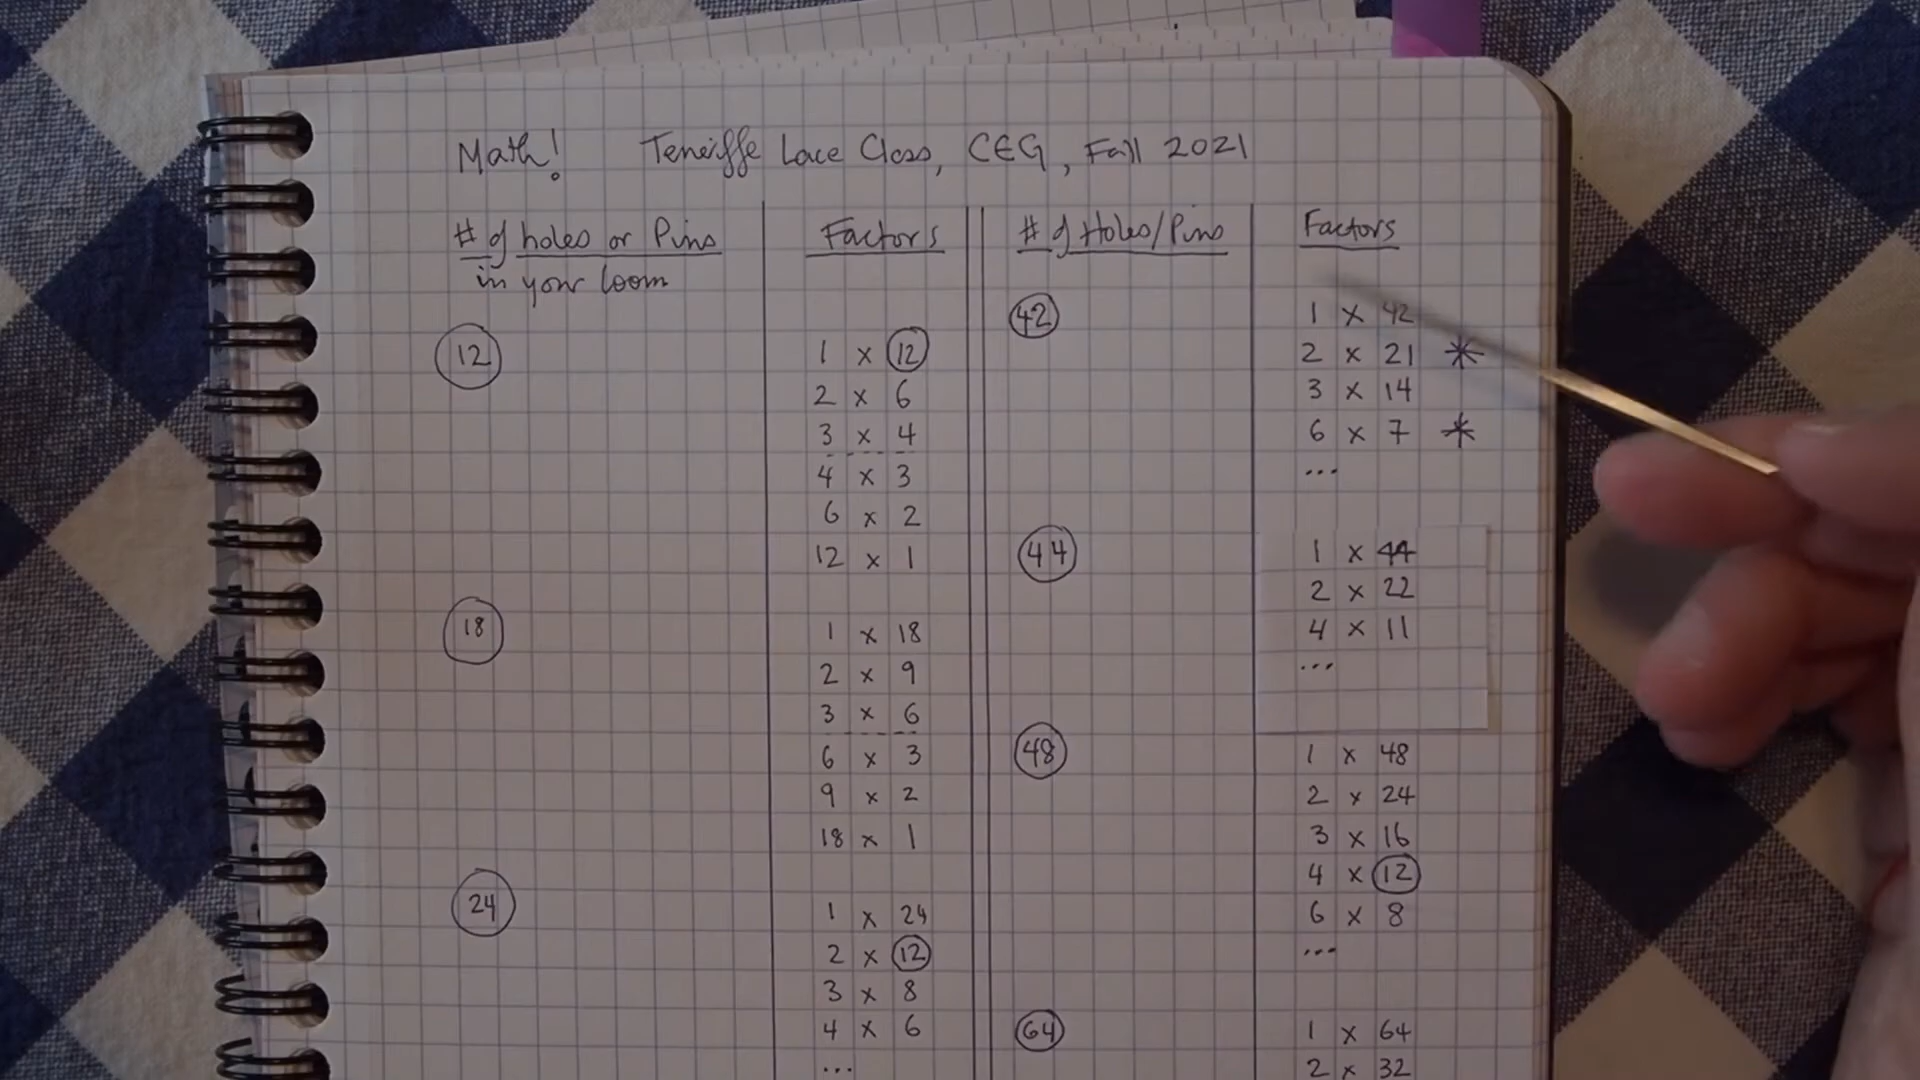 Math! Teneriffe Lace Class, CEG, Fall 2021
# of holes or Pins
in your loom
Factors
12
1 x 12
2 x 6
3 x 4
4 x 3
6 x 2
12 x 1
18
1 x 18
2 x 9
3 x 6
6 x 3
9 x 2
18 x 1
24
1 x 24
2 x 12
3 x 8
4 x 6
...
# of Holes/Pins
Factors
42
1 x 42
2 x 21 *
3 x 14
6 x 7 *
...
44
1 x 44
2 x 22
4 x 11
...
48
1 x 48
2 x 24
3 x 16
4 x 12
6 x 8
...
64
1 x 64
2 x 32